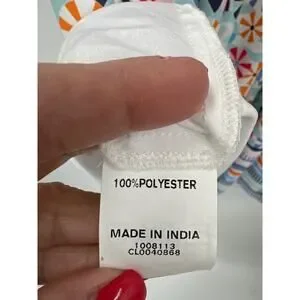 100%POLYESTER
MADE IN INDIA
1008113
CL0040868